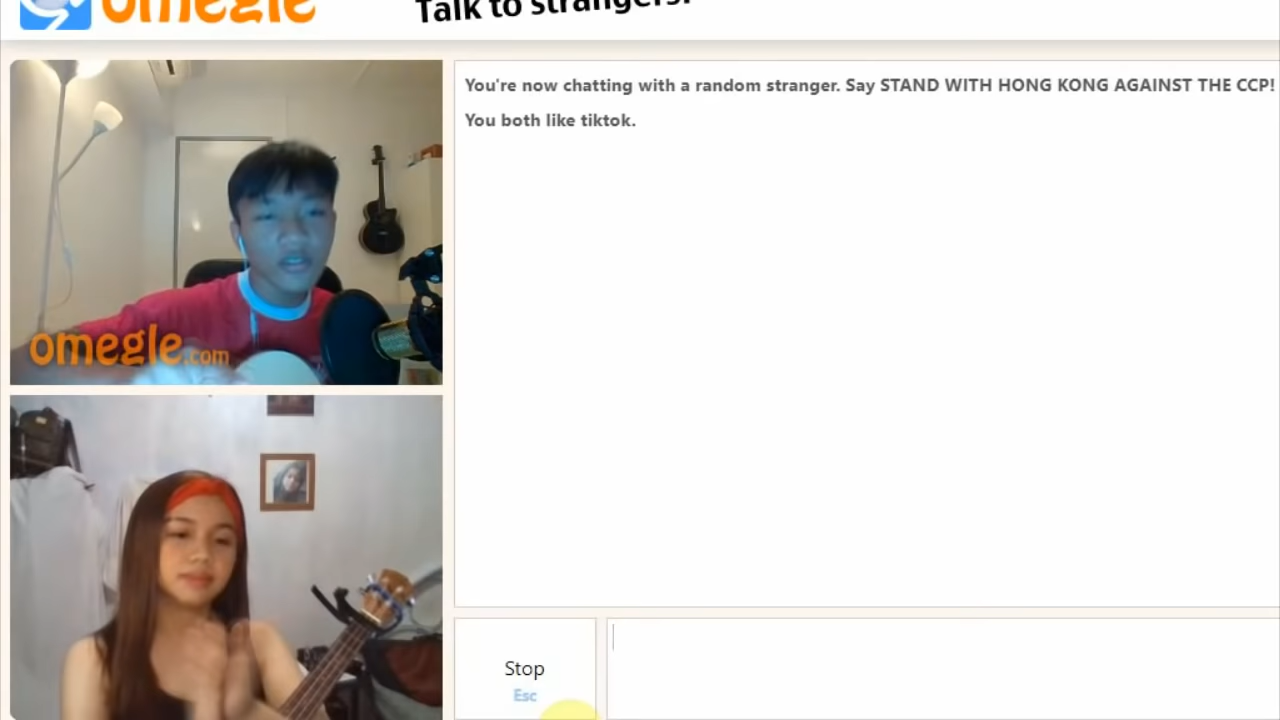 omegle
Talk to strangers!
You're now chatting with a random stranger. Say STAND WITH HONG KONG AGAINST THE CCP!
You both like tiktok.
omegle.com
Stop
Esc